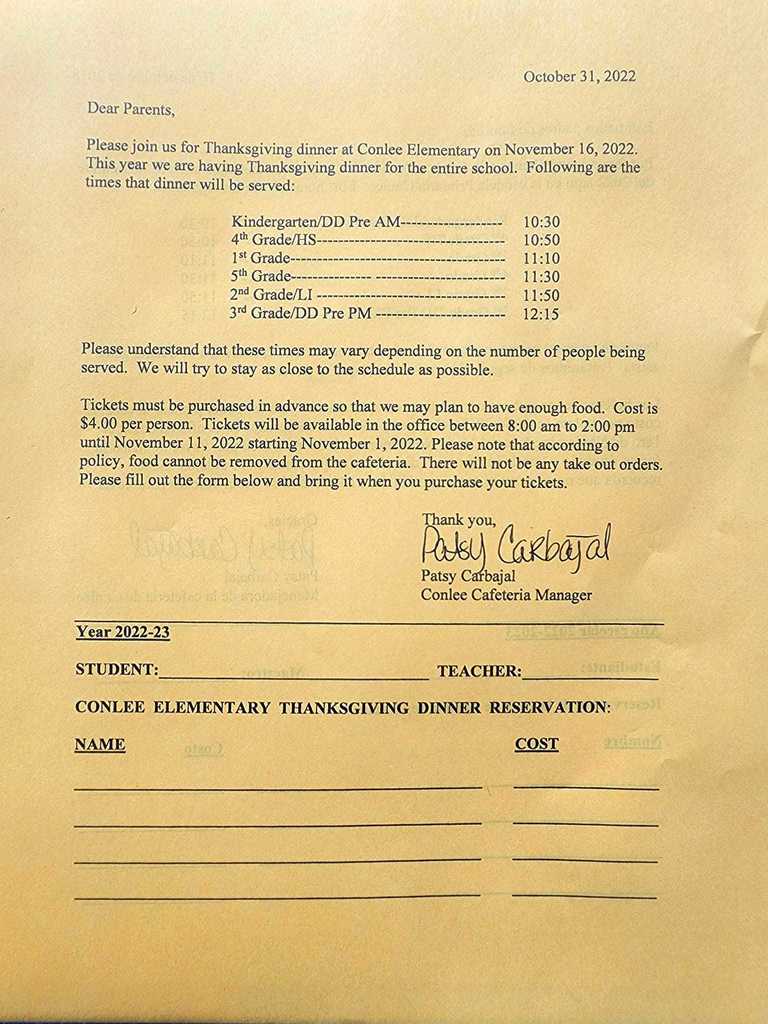 October 31, 2022
Dear Parents,
Please join us for Thanksgiving dinner at Conlee Elementary on November 16, 2022.
This year we are having Thanksgiving dinner for the entire school. Following are the
times that dinner will be served:
Kindergarten/DD Pre AM-------------------- 10:30
4th Grade/HS------------------------------------ 10:50
1st Grade----------------------------------------- 11:10
5th Grade--------------- ------------------------- 11:30
2nd Grade/LI ------------------------------------ 11:50
3rd Grade/DD Pre PM ------------------------- 12:15
Please understand that these times may vary depending on the number of people being
served. We will try to stay as close to the schedule as possible.
Tickets must be purchased in advance so that we may plan to have enough food. Cost is
$4.00 per person. Tickets will be available in the office between 8:00 am to 2:00 pm
until November 11, 2022 starting November 1, 2022. Please note that according to
policy, food cannot be removed from the cafeteria. There will not be any take out orders.
Please fill out the form below and bring it when you purchase your tickets.
Thank you,
Patsy Carbajal
Patsy Carbajal
Conlee Cafeteria Manager
Year 2022-23
STUDENT:____________________ TEACHER:____________________
CONLEE ELEMENTARY THANKSGIVING DINNER RESERVATION:
NAME COST